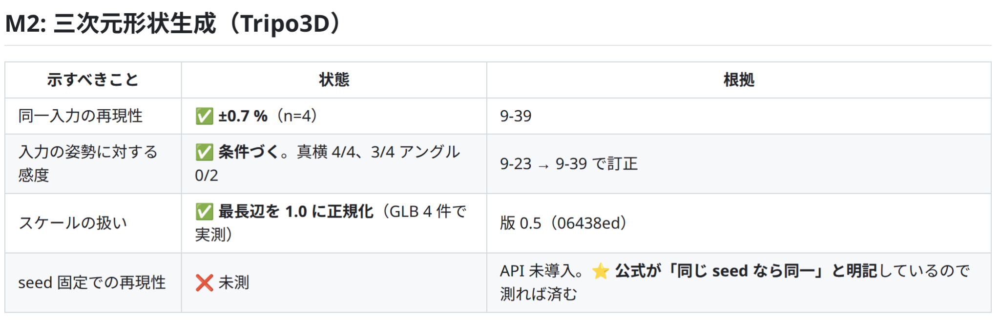 M2: 三次元形状生成（Tripo3D）
示すべきこと 状態 根拠
同一入力の再現性 ✅ ±0.7 %（n=4） 9-39
入力の姿勢に対する
感度
✅ 条件づく。真横 4/4、3/4 アングル
0/2
9-23 → 9-39 で訂正
スケールの扱い
✅ 最長辺を 1.0 に正規化（GLB 4 件で
実測）
版 0.5（06438ed）
seed 固定での再現性 ❌ 未測
API 未導入。⭐ 公式が「同じ seed なら同一」と明記しているので
測れば済む